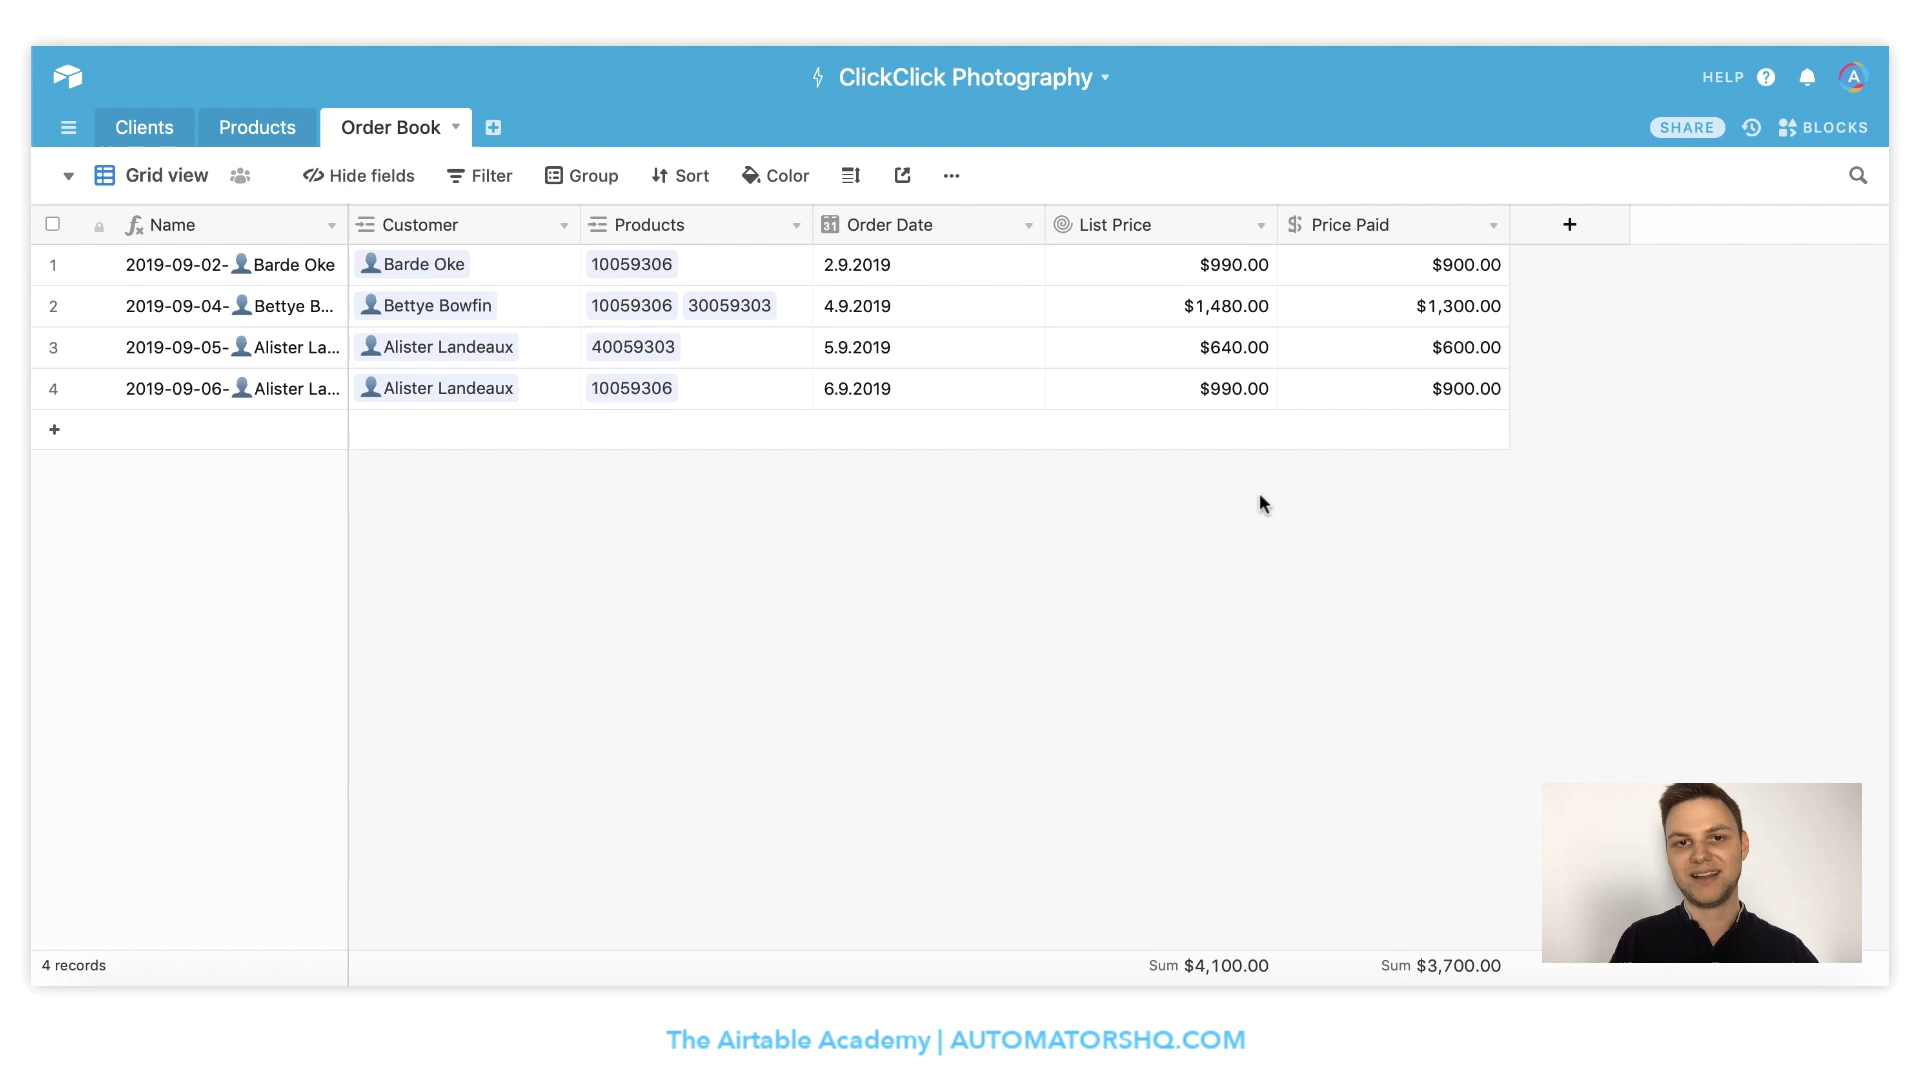 ClickClick Photography
HELP ?
A
Clients Products Order Book
SHARE BLOCKS
Grid view Hide fields Filter Group Sort Color
Name Customer Products 31 Order Date List Price $ Price Paid +
1 2019-09-02-👤Barde Oke 👤Barde Oke 10059306 2.9.2019 $990.00 $900.00
2 2019-09-04-👤Bettye B... 👤Bettye Bowfin 10059306 30059303 4.9.2019 $1,480.00 $1,300.00
3 2019-09-05-👤Alister La... 👤Alister Landeaux 40059303 5.9.2019 $640.00 $600.00
4 2019-09-06-👤Alister La... 👤Alister Landeaux 10059306 6.9.2019 $990.00 $900.00
+
4 records Sum $4,100.00 Sum $3,700.00
The Airtable Academy | AUTOMATORSHQ.COM